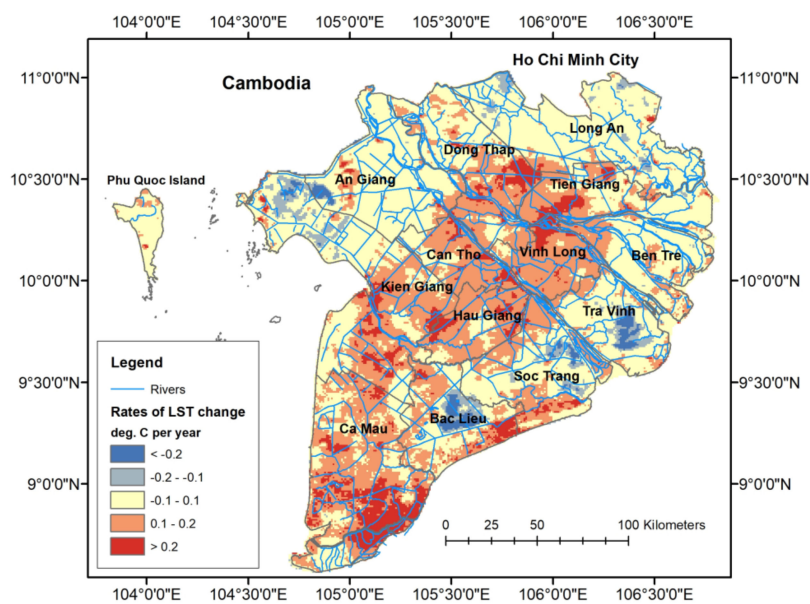 104°0'0"E 104°30'0"E 105°0'0"E 105°30'0"E 106°0'0"E 106°30'0"E
Ho Chi Minh City
11°0'0"N 11°0'0"N
Cambodia
Long An
Dong Thap
10°30'0"N Phu Quoc Island An Giang Tien Giang 10°30'0"N
Can Tho Vinh Long Ben Tre
10°0'0"N 10°0'0"N
Kien Giang
Hau Giang Tra Vinh
Legend
9°30'0"N Soc Trang 9°30'0"N
Rivers
Rates of LST change
Ca Mau Bac Lieu
deg. C per year
< -0.2
-0.2 - -0.1
9°0'0"N 9°0'0"N
-0.1 - 0.1
0.1 - 0.2
0 25 50 100 Kilometers
> 0.2
104°0'0"E 104°30'0"E 105°0'0"E 105°30'0"E 106°0'0"E 106°30'0"E